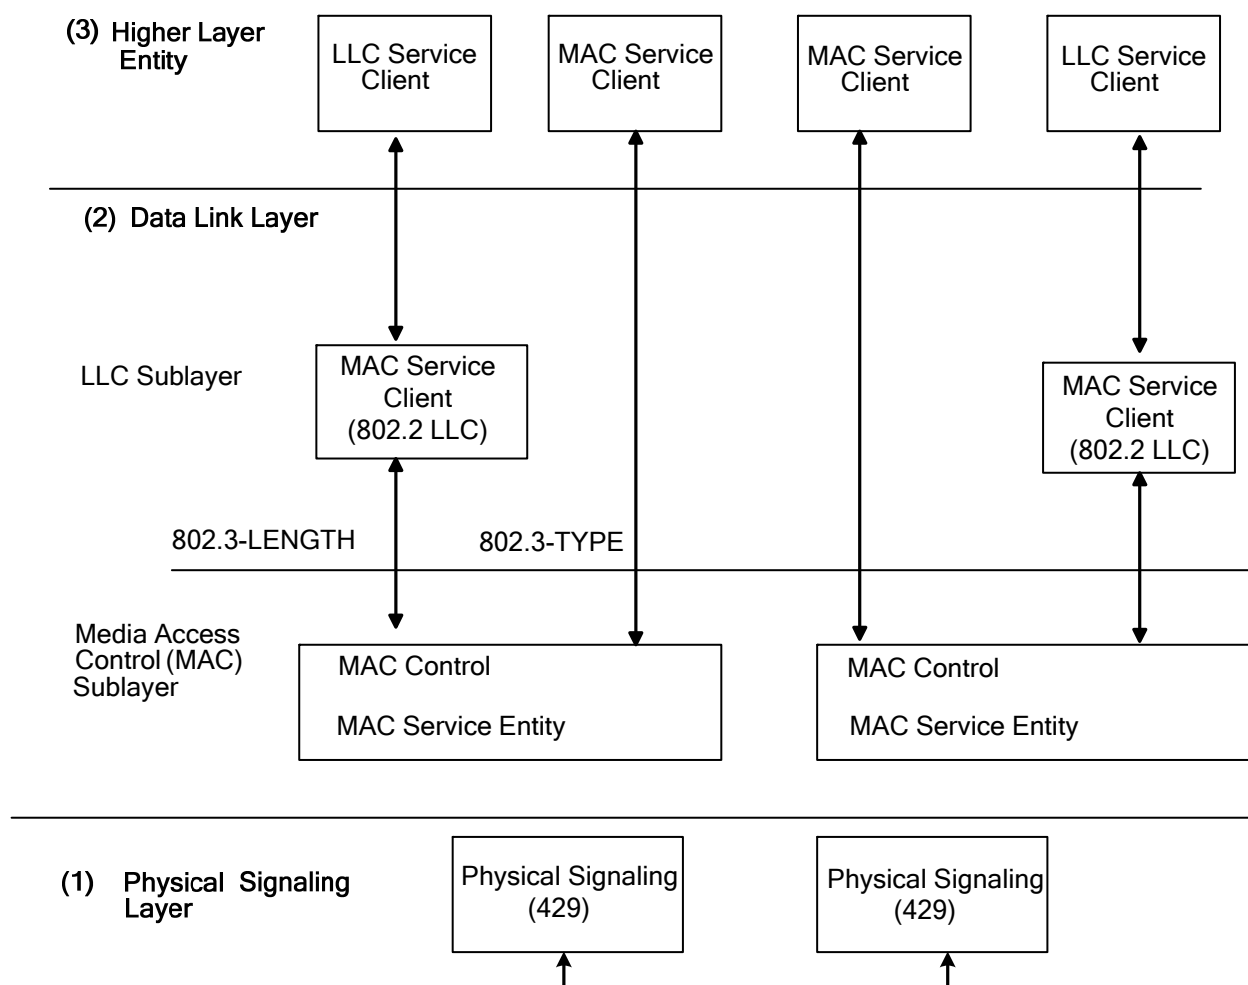 (3) Higher Layer
Entity
LLC Service
Client
MAC Service
Client
MAC Service
Client
LLC Service
Client
(2) Data Link Layer
LLC Sublayer
MAC Service
Client
(802.2 LLC)
MAC Service
Client
(802.2 LLC)
802.3-LENGTH
802.3-TYPE
Media Access
Control (MAC)
Sublayer
MAC Control
MAC Service Entity
MAC Control
MAC Service Entity
(1) Physical Signaling
Layer
Physical Signaling
(429)
Physical Signaling
(429)